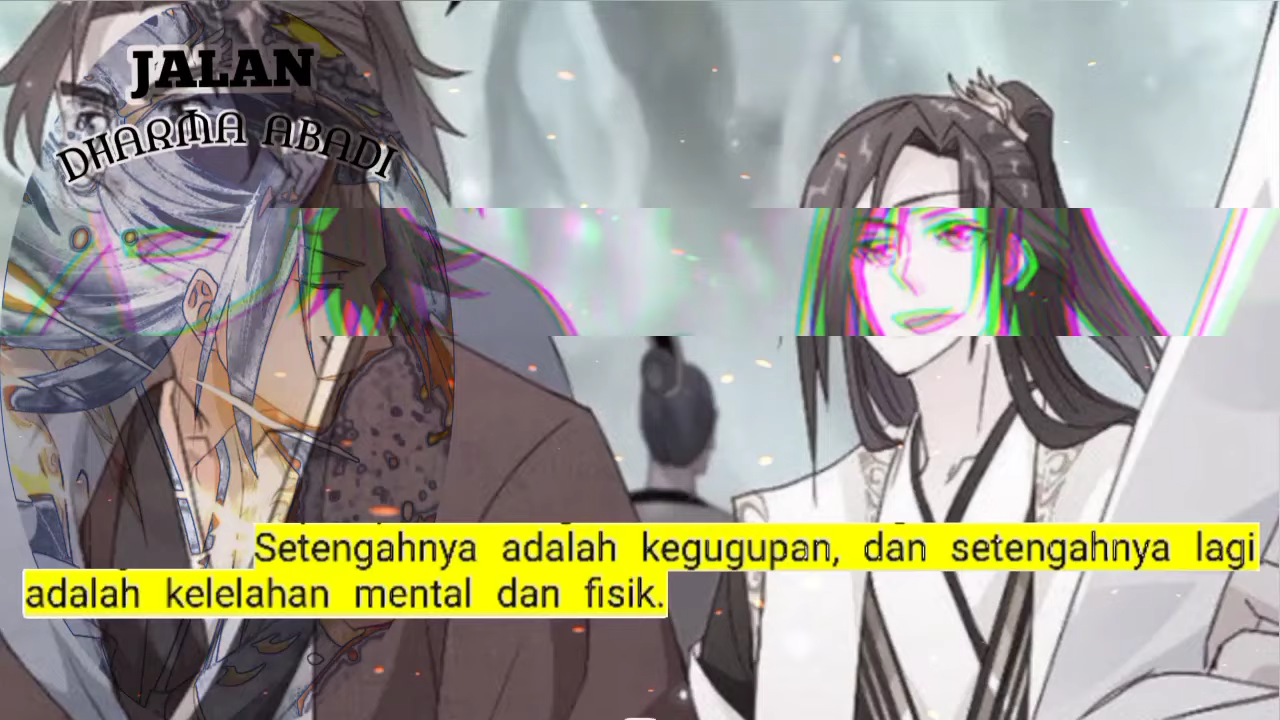 JALAN
DHARMA ABADI
Setengahnya adalah kegugupan, dan setengahnya lagi
adalah kelelahan mental dan fisik.